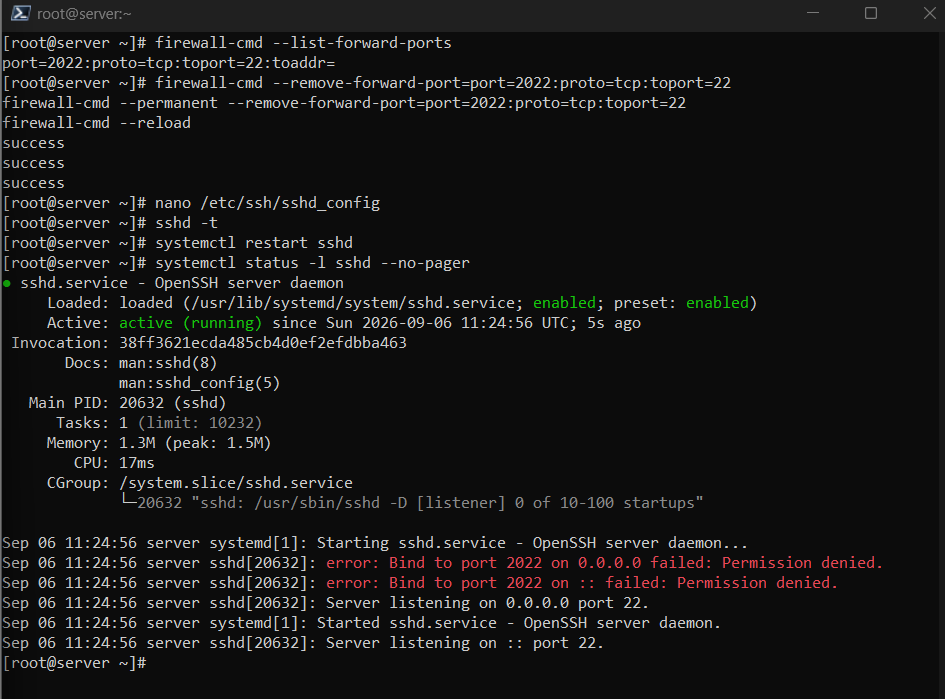 root@server:~
[root@server ~]# firewall-cmd --list-forward-ports
port=2022:proto=tcp:toport=22:toaddr=
[root@server ~]# firewall-cmd --remove-forward-port=port=2022:proto=tcp:toport=22
firewall-cmd --permanent --remove-forward-port=port=2022:proto=tcp:toport=22
firewall-cmd --reload
success
success
success
[root@server ~]# nano /etc/ssh/sshd_config
[root@server ~]# sshd -t
[root@server ~]# systemctl restart sshd
[root@server ~]# systemctl status -l sshd --no-pager
● sshd.service - OpenSSH server daemon
     Loaded: loaded (/usr/lib/systemd/system/sshd.service; enabled; preset: enabled)
     Active: active (running) since Sun 2026-09-06 11:24:56 UTC; 5s ago
 Invocation: 38ff3621ecda485cb4d0ef2efdbba463
       Docs: man:sshd(8)
             man:sshd_config(5)
   Main PID: 20632 (sshd)
      Tasks: 1 (limit: 10232)
     Memory: 1.3M (peak: 1.5M)
        CPU: 17ms
     CGroup: /system.slice/sshd.service
             └─20632 "sshd: /usr/sbin/sshd -D [listener] 0 of 10-100 startups"
Sep 06 11:24:56 server systemd[1]: Starting sshd.service - OpenSSH server daemon...
Sep 06 11:24:56 server sshd[20632]: error: Bind to port 2022 on 0.0.0.0 failed: Permission denied.
Sep 06 11:24:56 server sshd[20632]: error: Bind to port 2022 on :: failed: Permission denied.
Sep 06 11:24:56 server sshd[20632]: Server listening on 0.0.0.0 port 22.
Sep 06 11:24:56 server systemd[1]: Started sshd.service - OpenSSH server daemon.
Sep 06 11:24:56 server sshd[20632]: Server listening on :: port 22.
[root@server ~]#